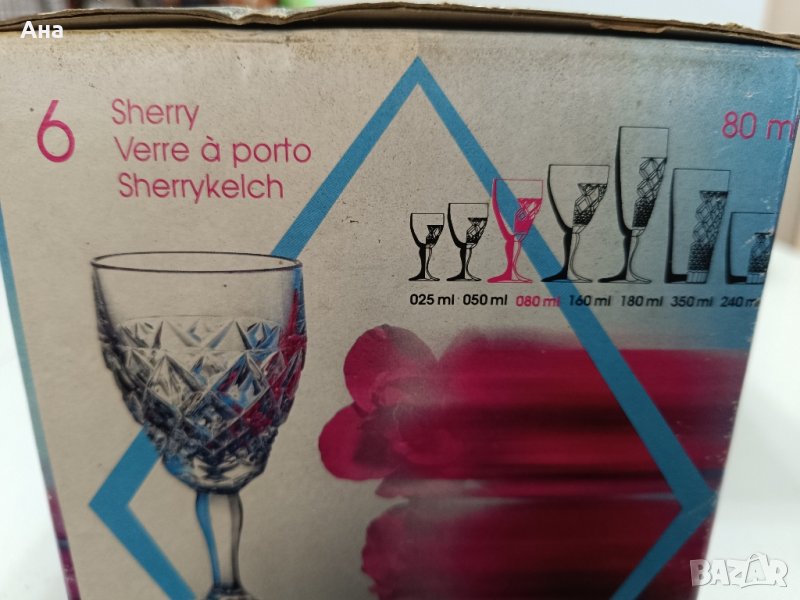 Ана
6
Sherry
Verre à porto
Sherrykelch
80 ml
025 ml 050 ml 080 ml 160 ml 180 ml 350 ml 240 m
BAZAR